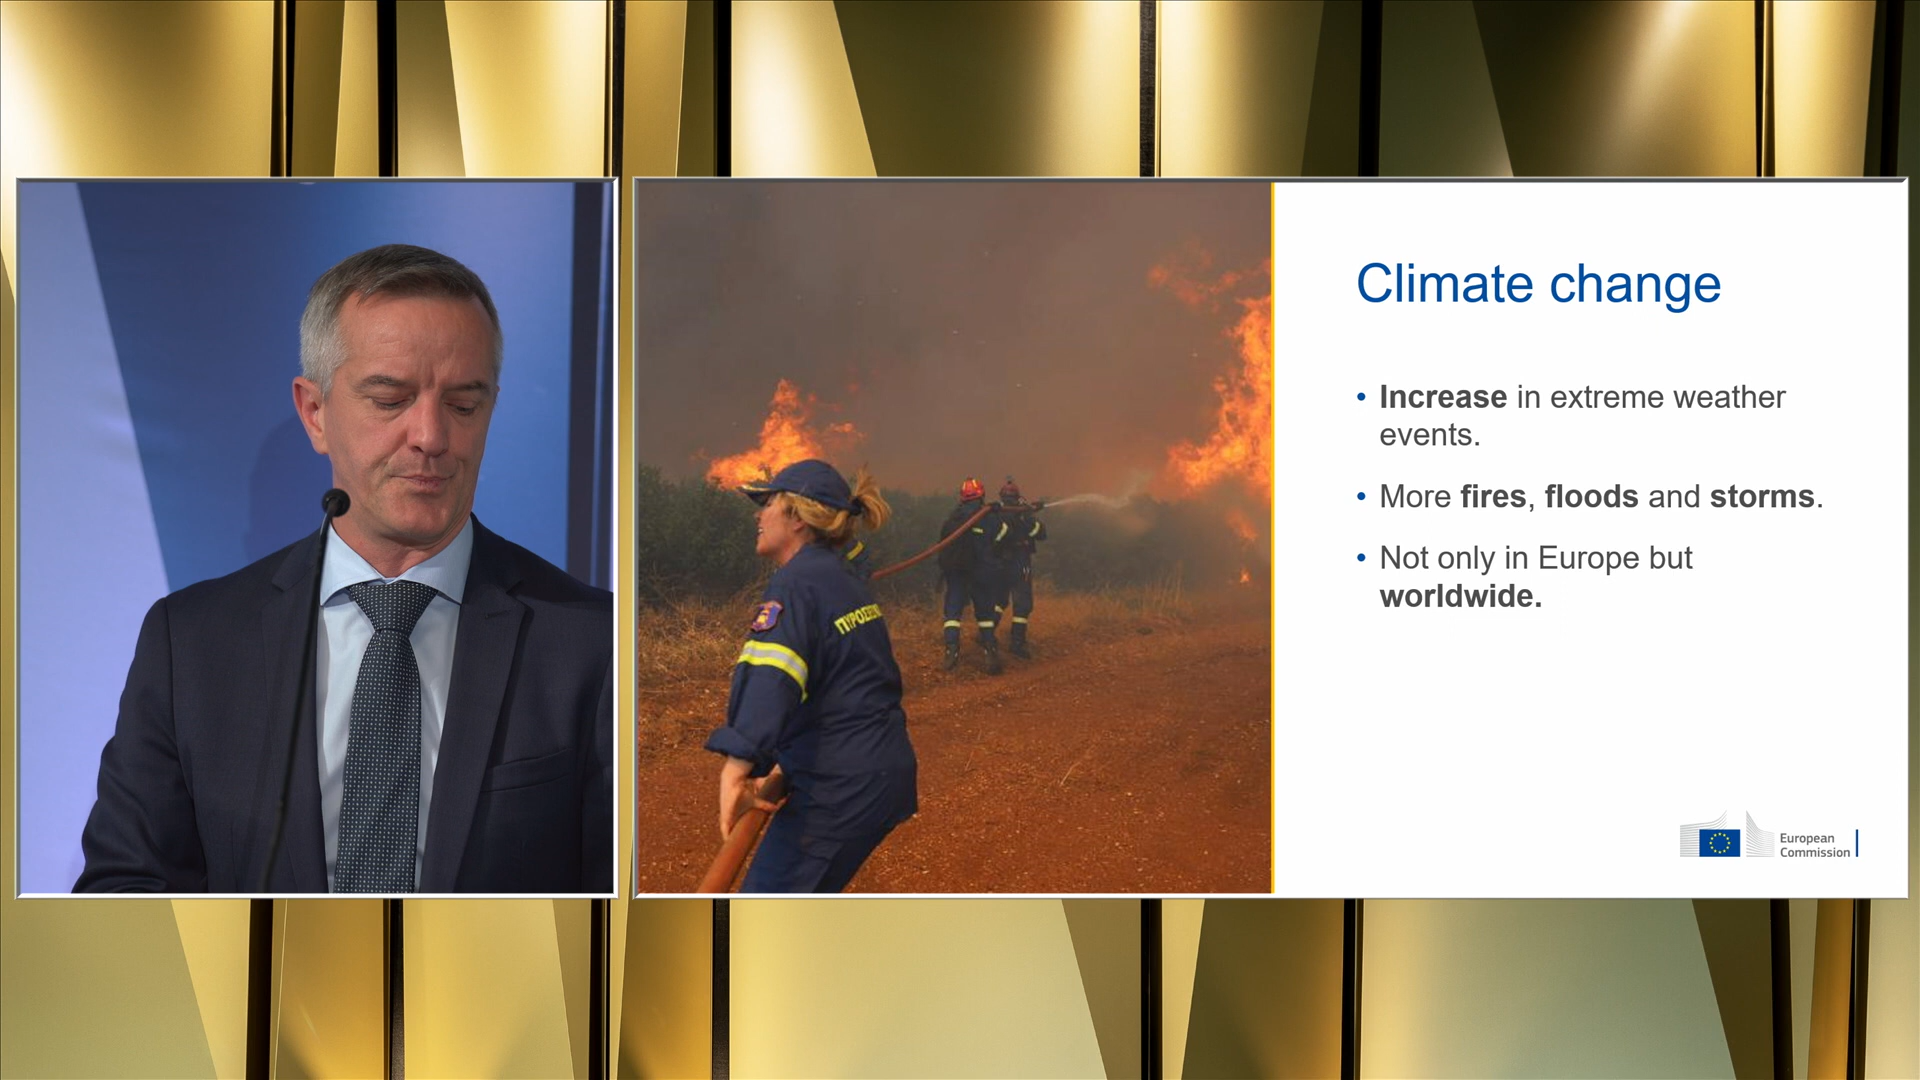 Climate change
• Increase in extreme weather
events.
• More fires, floods and storms.
• Not only in Europe but
worldwide.
European
Commission